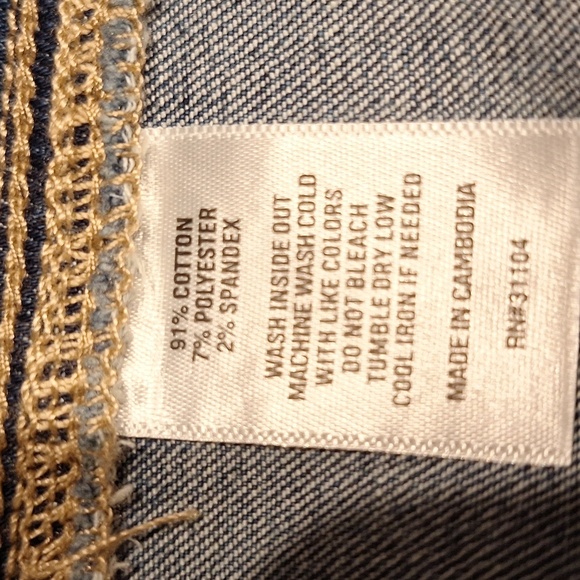 91% COTTON
7% POLYESTER
2% SPANDEX
WASH INSIDE OUT
MACHINE WASH COLD
WITH LIKE COLORS
DO NOT BLEACH
TUMBLE DRY LOW
COOL IRON IF NEEDED
MADE IN CAMBODIA
RN#31104